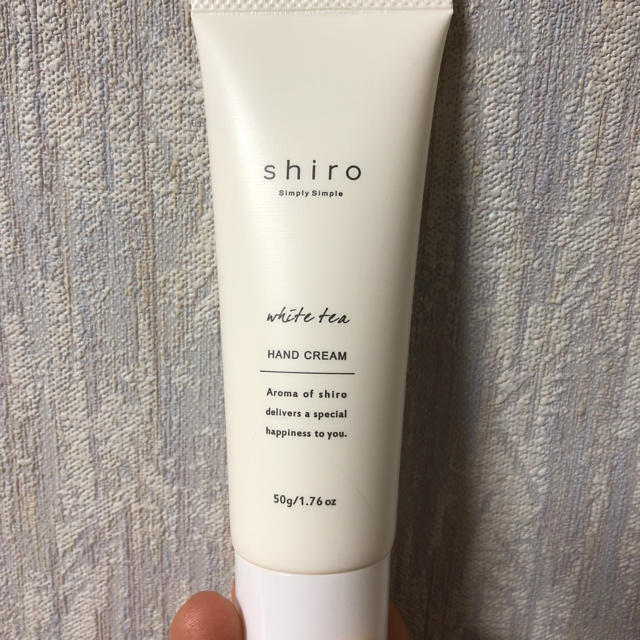 shiro
Simply Simple
white tea
HAND CREAM
Aroma of shiro
delivers a special
happiness to you.
50g/1.76 oz